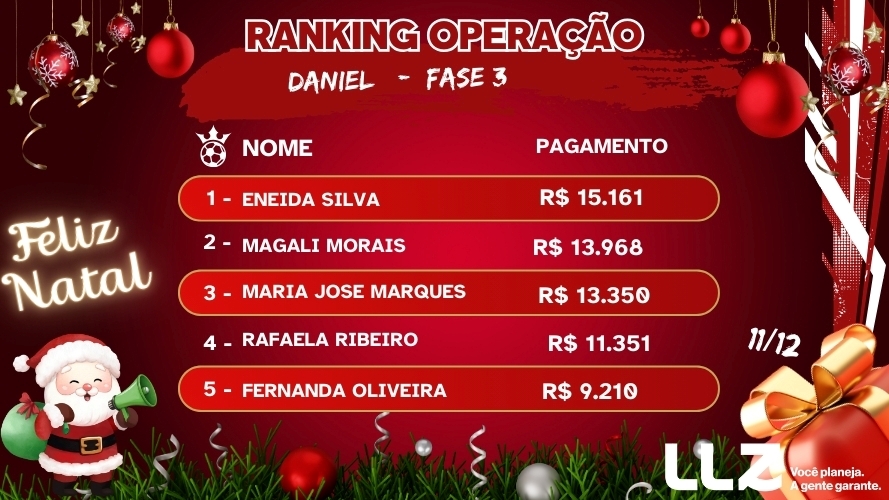 RANKING OPERAÇÃO
DANIEL - FASE 3
NOME PAGAMENTO
1 - ENEIDA SILVA R$ 15.161
2 - MAGALI MORAIS R$ 13.968
3 - MARIA JOSE MARQUES R$ 13.350
4 - RAFAELA RIBEIRO R$ 11.351
5 - FERNANDA OLIVEIRA R$ 9.210
Feliz
Natal
11/12
LLZ
Você planeja.
A gente garante.